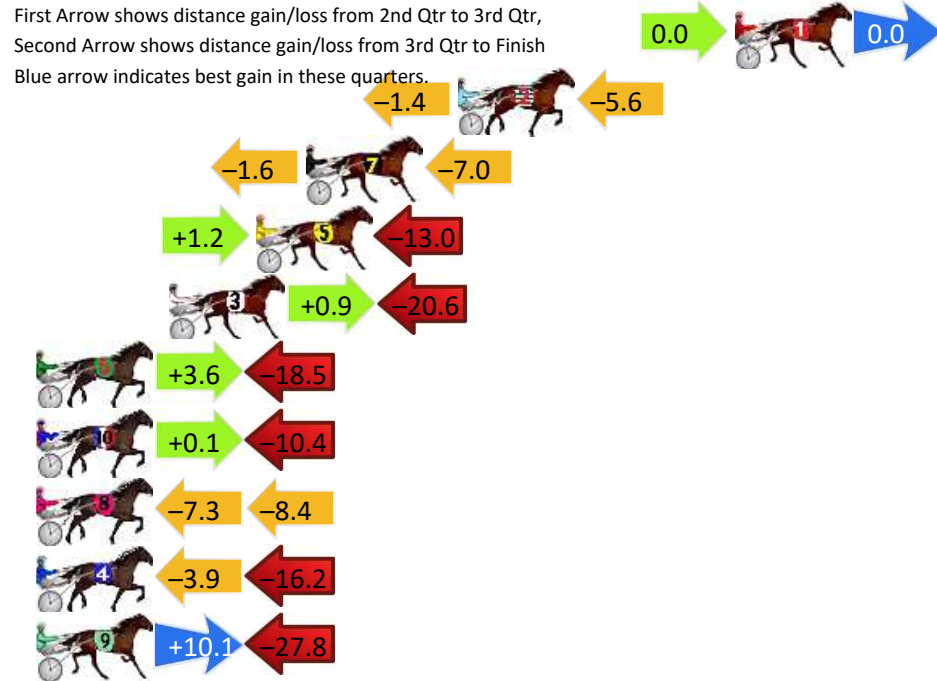 First Arrow shows distance gain/loss from 2nd Qtr to 3rd Qtr,
Second Arrow shows distance gain/loss from 3rd Qtr to Finish
Blue arrow indicates best gain in these quarters.
0.0 1 0.0
–1.4 2 –5.6
–1.6 7 –7.0
+1.2 5 –13.0
3 +0.9 –20.6
6 +3.6 –18.5
10 +0.1 –10.4
8 –7.3 –8.4
4 –3.9 –16.2
9 +10.1 –27.8